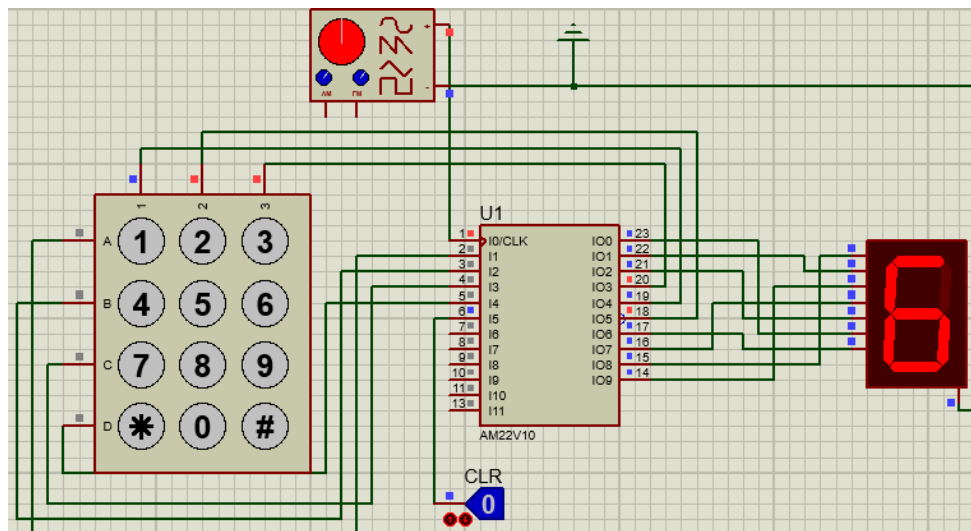 +
-
AM FM
1 2 3
A 1 2 3
B 4 5 6
C 7 8 9
D * 0 #
U1
1 I0/CLK IO0 23
2 I1 IO1 22
3 I2 IO2 21
4 I3 IO3 20
5 I4 IO4 19
6 I5 IO5 18
7 I6 IO6 17
8 I7 IO7 16
9 I8 IO8 15
10 I9 IO9 14
11 I10
13 I11
AM22V10
CLR
0
6